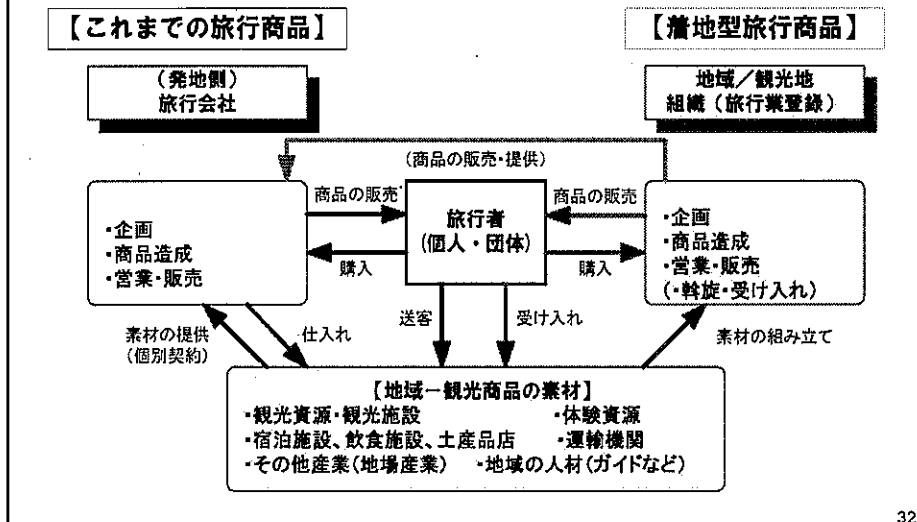 【これまでの旅行商品】
【着地型旅行商品】
(発地側)
旅行会社
地域／観光地
組織(旅行業登録)
(商品の販売・提供)
商品の販売
商品の販売
・企画
・商品造成
・営業・販売
旅行者
(個人・団体)
・企画
・商品造成
・営業・販売
(・斡旋・受け入れ)
購入
購入
素材の提供
(個別契約)
仕入れ
送客
受け入れ
素材の組み立て
【地域－観光商品の素材】
・観光資源・観光施設 ・体験資源
・宿泊施設、飲食施設、土産品店 ・運輸機関
・その他産業(地場産業) ・地域の人材(ガイドなど)
32